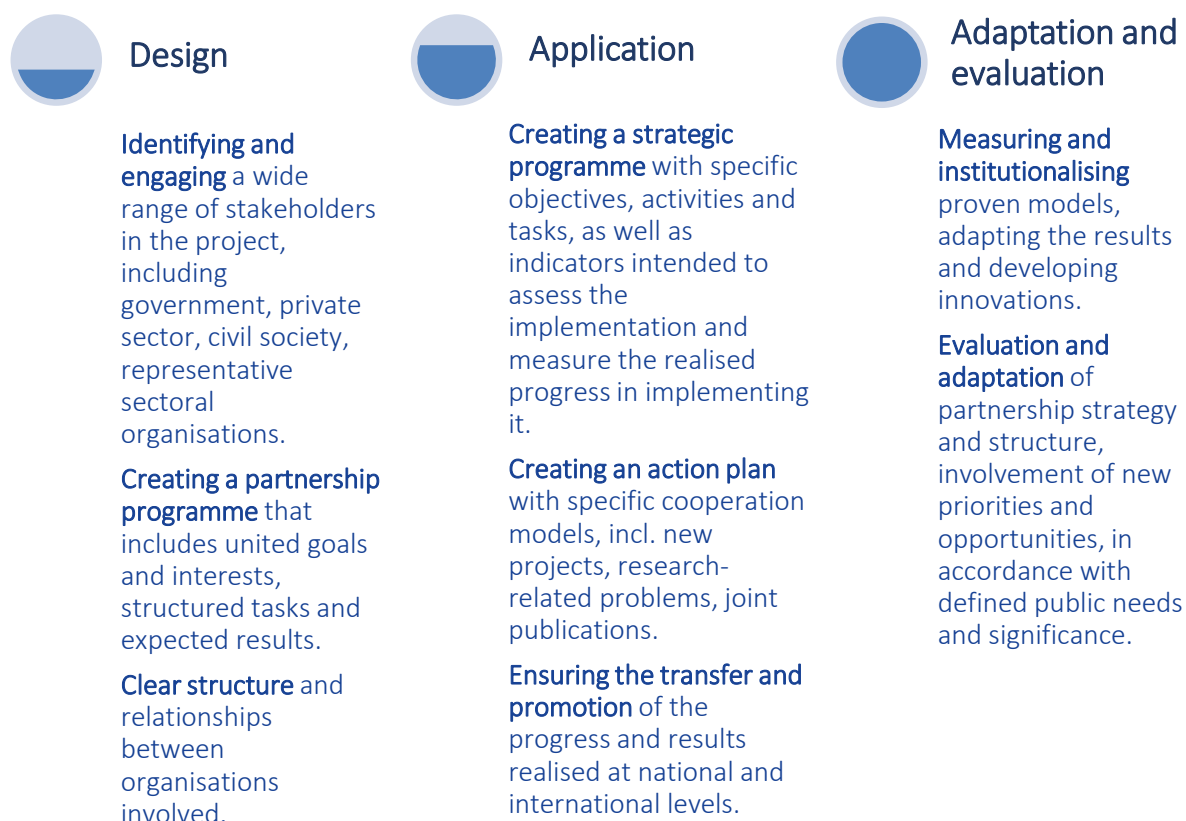 Design
Identifying and
engaging a wide
range of stakeholders
in the project,
including
government, private
sector, civil society,
representative
sectoral
organisations.
Creating a partnership
programme that
includes united goals
and interests,
structured tasks and
expected results.
Clear structure and
relationships
between
organisations
involved.
Application
Creating a strategic
programme with specific
objectives, activities and
tasks, as well as
indicators intended to
assess the
implementation and
measure the realised
progress in implementing
it.
Creating an action plan
with specific cooperation
models, incl. new
projects, research-
related problems, joint
publications.
Ensuring the transfer and
promotion of the
progress and results
realised at national and
international levels.
Adaptation and
evaluation
Measuring and
institutionalising
proven models,
adapting the results
and developing
innovations.
Evaluation and
adaptation of
partnership strategy
and structure,
involvement of new
priorities and
opportunities, in
accordance with
defined public needs
and significance.